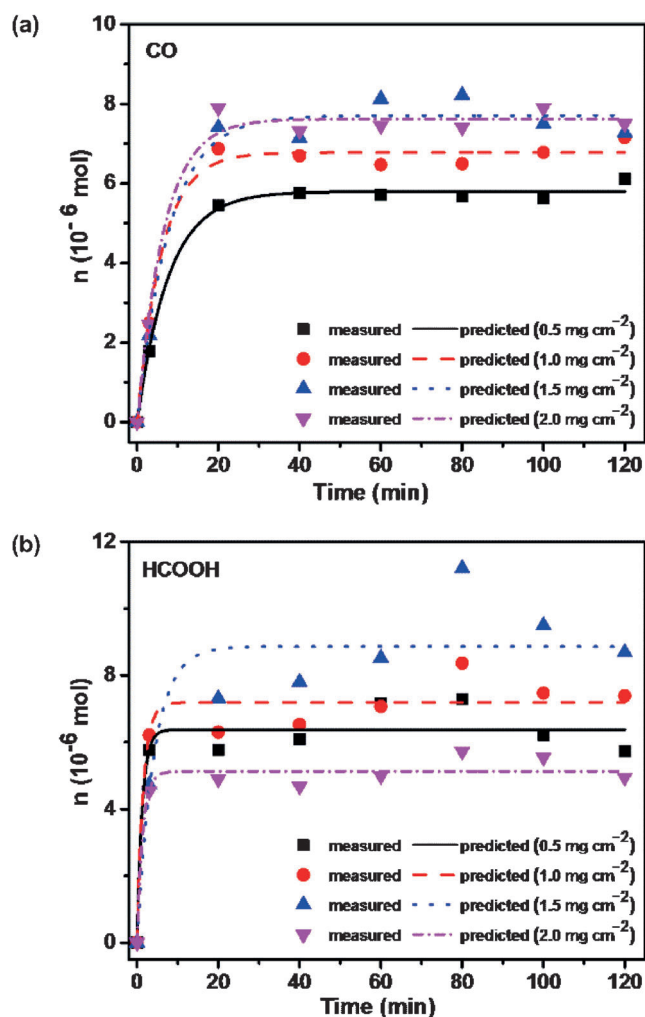 (a)
CO
10
8
6
4
2
0
n (10⁻⁶ mol)
measured predicted (0.5 mg cm⁻²)
measured predicted (1.0 mg cm⁻²)
measured predicted (1.5 mg cm⁻²)
measured predicted (2.0 mg cm⁻²)
0 20 40 60 80 100 120
Time (min)
(b)
HCOOH
12
8
4
0
n (10⁻⁶ mol)
measured predicted (0.5 mg cm⁻²)
measured predicted (1.0 mg cm⁻²)
measured predicted (1.5 mg cm⁻²)
measured predicted (2.0 mg cm⁻²)
0 20 40 60 80 100 120
Time (min)